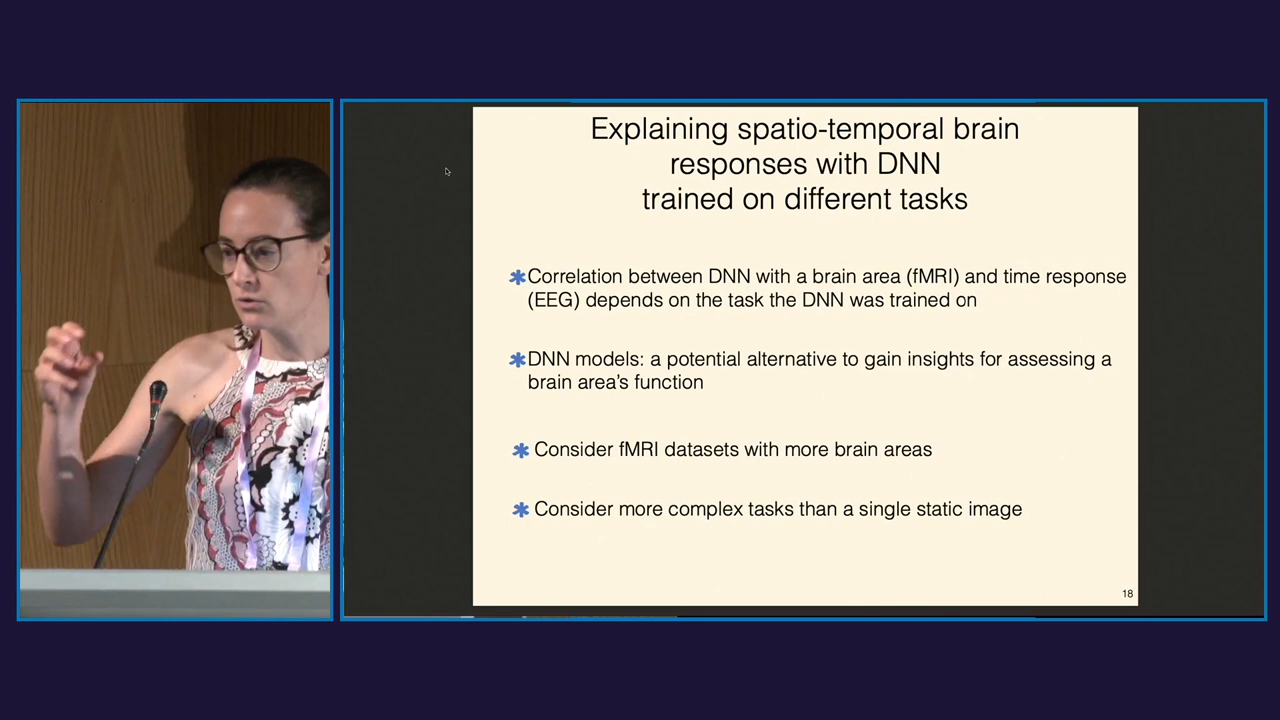 Explaining spatio-temporal brain
responses with DNN
trained on different tasks
✱Correlation between DNN with a brain area (fMRI) and time response
(EEG) depends on the task the DNN was trained on
✱DNN models: a potential alternative to gain insights for assessing a
brain area's function
✱ Consider fMRI datasets with more brain areas
✱ Consider more complex tasks than a single static image
18